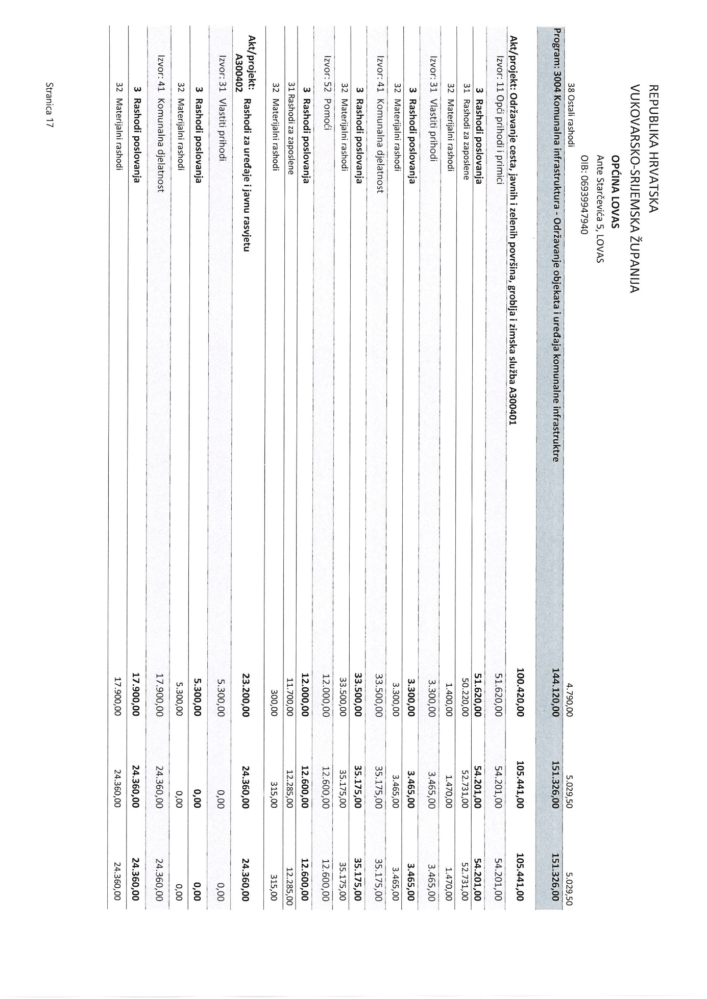 REPUBLIKA HRVATSKA
VUKOVARSKO-SRIJEMSKA ŽUPANIJA
OPĆINA LOVAS
Ante Starčevića 5, LOVAS
OIB: 06939947940
38 Ostali rashodi 4.790,00 5.029,50 5.029,50
Program: 3004 Komunalna infrastruktura - Održavanje objekata i uređaja komunalne infrastruktre 144.120,00 151.326,00 151.326,00
Akt/projekt: Održavanje cesta, javnih i zelenih površina, groblja i zimska služba A300401 100.420,00 105.441,00 105.441,00
Izvor: 11 Opći prihodi i primici 51.620,00 54.201,00 54.201,00
3 Rashodi poslovanja 51.620,00 54.201,00 54.201,00
31 Rashodi za zaposlene 50.220,00 52.731,00 52.731,00
32 Materijalni rashodi 1.400,00 1.470,00 1.470,00
Izvor: 31 Vlastiti prihodi 3.300,00 3.465,00 3.465,00
3 Rashodi poslovanja 3.300,00 3.465,00 3.465,00
32 Materijalni rashodi 3.300,00 3.465,00 3.465,00
Izvor: 41 Komunalna djelatnost 33.500,00 35.175,00 35.175,00
3 Rashodi poslovanja 33.500,00 35.175,00 35.175,00
32 Materijalni rashodi 33.500,00 35.175,00 35.175,00
Izvor: 52 Pomoći 12.000,00 12.600,00 12.600,00
3 Rashodi poslovanja 12.000,00 12.600,00 12.600,00
31 Rashodi za zaposlene 11.700,00 12.285,00 12.285,00
32 Materijalni rashodi 300,00 315,00 315,00
Akt/projekt: Rashodi za uređaje i javnu rasvjetu 23.200,00 24.360,00 24.360,00
A300402
Izvor: 31 Vlastiti prihodi 5.300,00 0,00 0,00
3 Rashodi poslovanja 5.300,00 0,00 0,00
32 Materijalni rashodi 5.300,00 0,00 0,00
Izvor: 41 Komunalna djelatnost 17.900,00 24.360,00 24.360,00
3 Rashodi poslovanja 17.900,00 24.360,00 24.360,00
32 Materijalni rashodi 17.900,00 24.360,00 24.360,00
Stranica 17